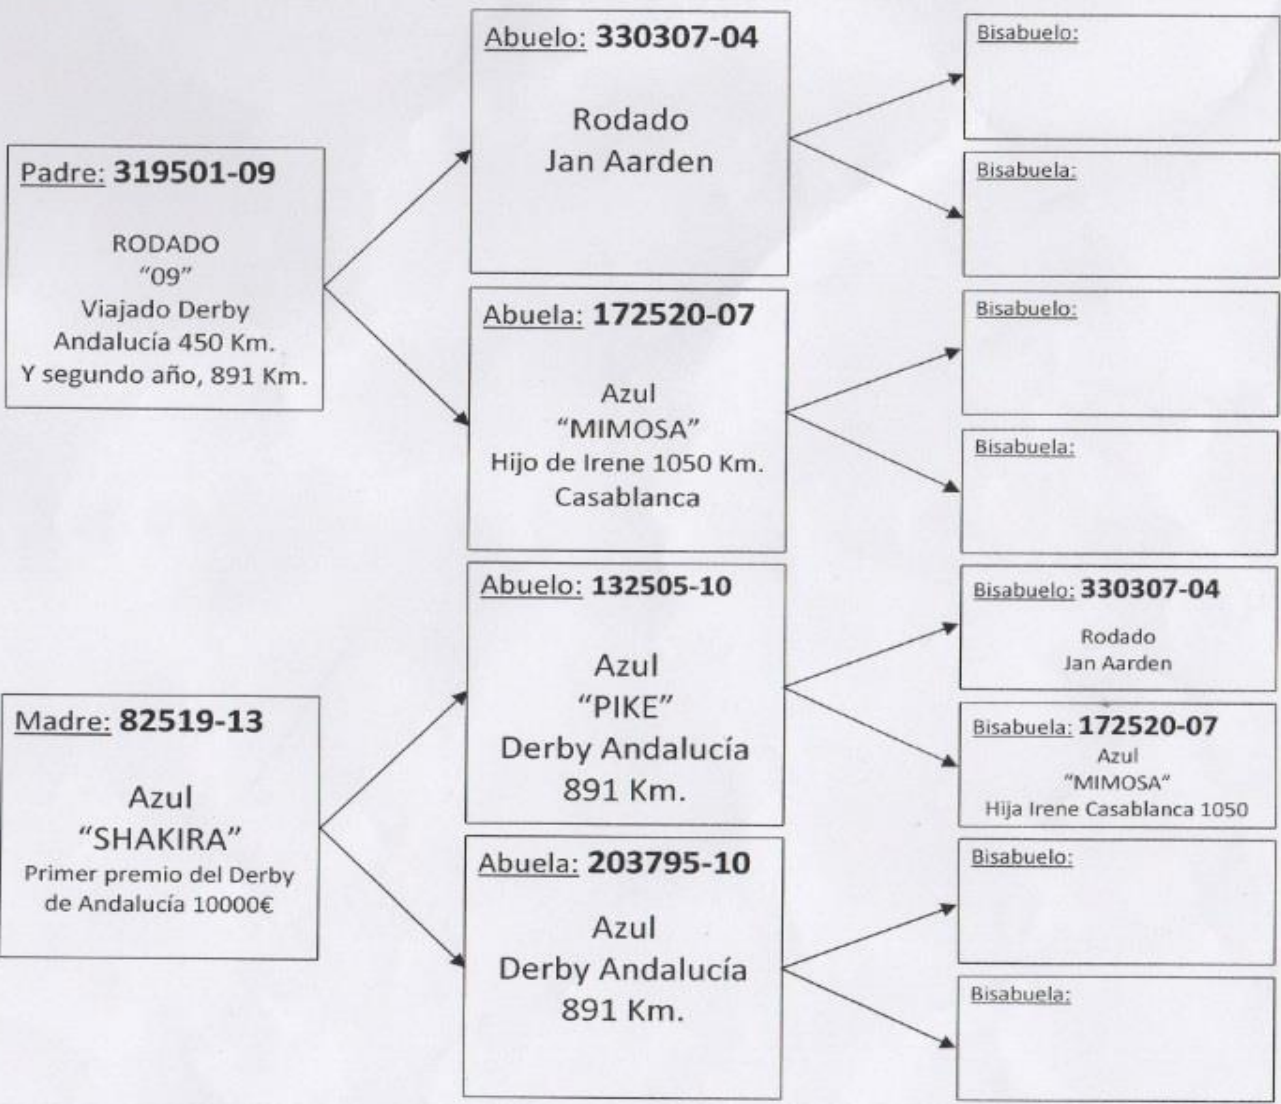 Padre: 319501-09
RODADO
“09”
Viajado Derby
Andalucía 450 Km.
Y segundo año, 891 Km.
Madre: 82519-13
Azul
“SHAKIRA”
Primer premio del Derby
de Andalucía 10000€
Abuelo: 330307-04
Rodado
Jan Aarden
Abuela: 172520-07
Azul
“MIMOSA”
Hijo de Irene 1050 Km.
Casablanca
Abuelo: 132505-10
Azul
“PIKE”
Derby Andalucía
891 Km.
Abuela: 203795-10
Azul
Derby Andalucía
891 Km.
Bisabuelo:
Bisabuela:
Bisabuelo:
Bisabuela:
Bisabuelo: 330307-04
Rodado
Jan Aarden
Bisabuela: 172520-07
Azul
“MIMOSA”
Hija Irene Casablanca 1050
Bisabuelo:
Bisabuela: